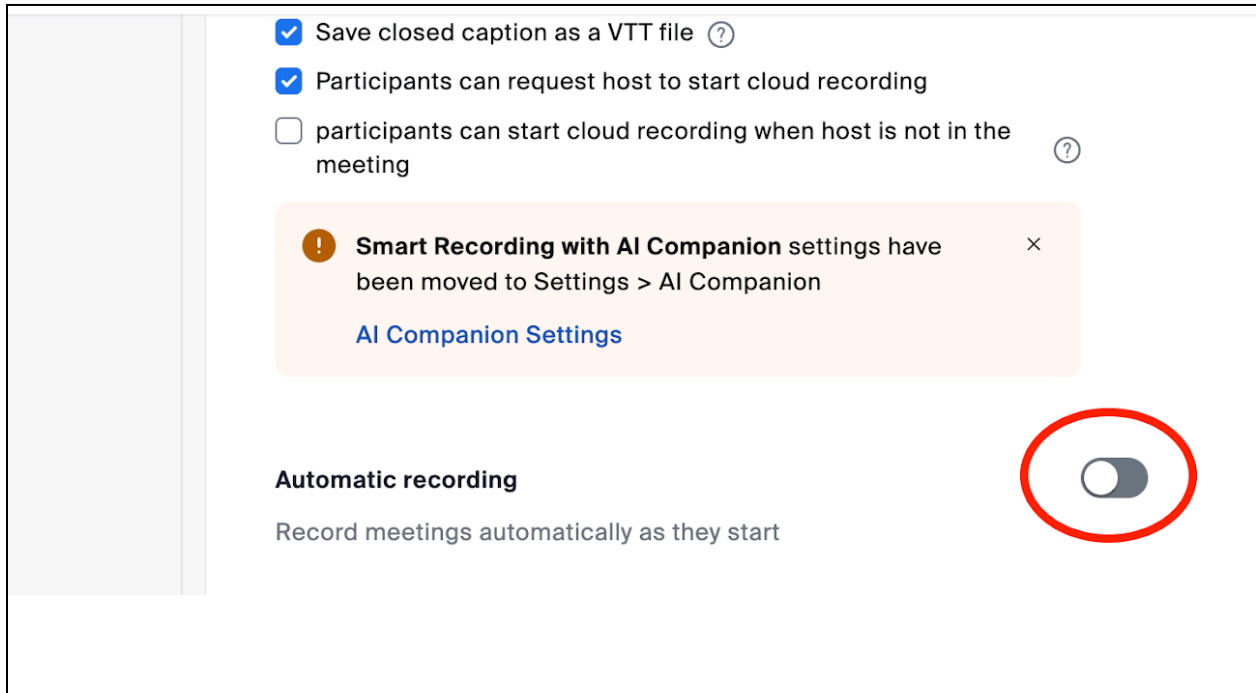 Save closed caption as a VTT file ?
Participants can request host to start cloud recording
participants can start cloud recording when host is not in the
meeting ?
! Smart Recording with AI Companion settings have
been moved to Settings > AI Companion
AI Companion Settings
Automatic recording
Record meetings automatically as they start